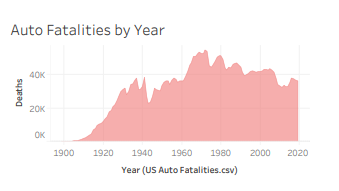 Auto Fatalities by Year
40K
20K
0K
Deaths
1900 1920 1940 1960 1980 2000 2020
Year (US Auto Fatalities.csv)